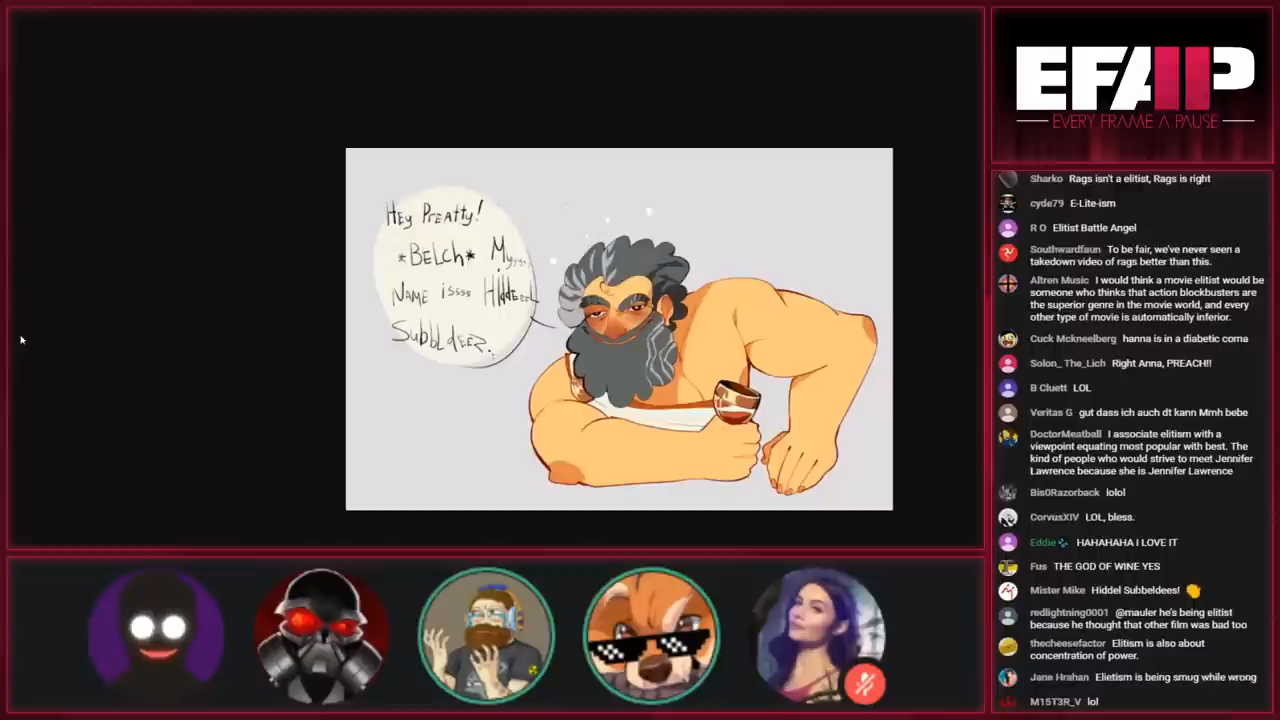 Hey Preatty!
*BELCH* My...
Name issss Hiddeeel
Subbldeez.
EFAP
EVERY FRAME A PAUSE
Sharko Rags isn't a elitist, Rags is right
cyde79 E-Lite-ism
R O Elitist Battle Angel
Southwardfaun To be fair, we've never seen a
takedown video of rags better than this.
Altren Music I would think a movie elitist would be
someone who thinks that action blockbusters are
the superior genre in the movie world, and every
other type of movie is automatically inferior.
Cuck Mckneelberg hanna is in a diabetic coma
Solon_ The_Lich Right Anna, PREACH!!
B Cluett LOL
Veritas G gut dass ich auch dt kann Mmh bebe
DoctorMeatball I associate elitism with a
viewpoint equating most popular with best. The
kind of people who would strive to meet Jennifer
Lawrence because she is Jennifer Lawrence
Bis0Razorback lolol
CorvusXIV LOL, bless.
Eddie HAHAHAHA I LOVE IT
Fus THE GOD OF WINE YES
Mister Mike Hiddel Subbeldees! 👏
redlightning0001 @mauler he's being elitist
because he thought that other film was bad too
thecheesefactor Elitism is also about
concentration of power.
Jane Hrahan Elietism is being smug while wrong
M15T3R_V lol